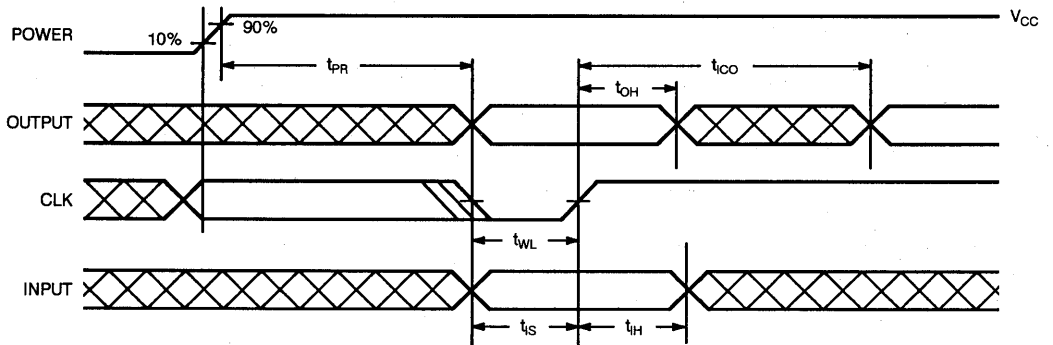 POWER
10%
90%
V_CC
t_PR
t_ICO
t_OH
OUTPUT
CLK
t_WL
INPUT
t_IS
t_IH